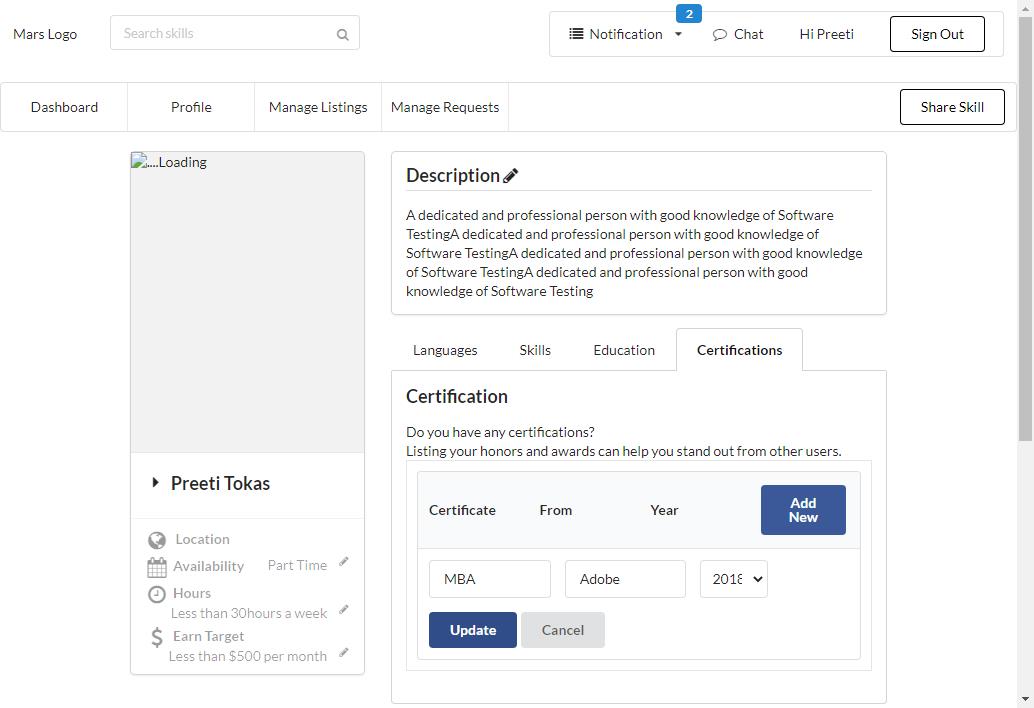 Mars Logo
Search skills
Notification
2
Chat
Hi Preeti
Sign Out
Dashboard
Profile
Manage Listings
Manage Requests
Share Skill
....Loading
Preeti Tokas
Location
Availability
Part Time
Hours
Less than 30hours a week
Earn Target
Less than $500 per month
Description
A dedicated and professional person with good knowledge of Software
TestingA dedicated and professional person with good knowledge of
Software TestingA dedicated and professional person with good knowledge
of Software TestingA dedicated and professional person with good
knowledge of Software Testing
Languages
Skills
Education
Certifications
Certification
Do you have any certifications?
Listing your honors and awards can help you stand out from other users.
Certificate
From
Year
Add
New
MBA
Adobe
2018
Update
Cancel